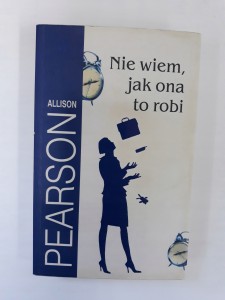 ALLISON
PEARSON
Nie wiem,
jak ona
to robi